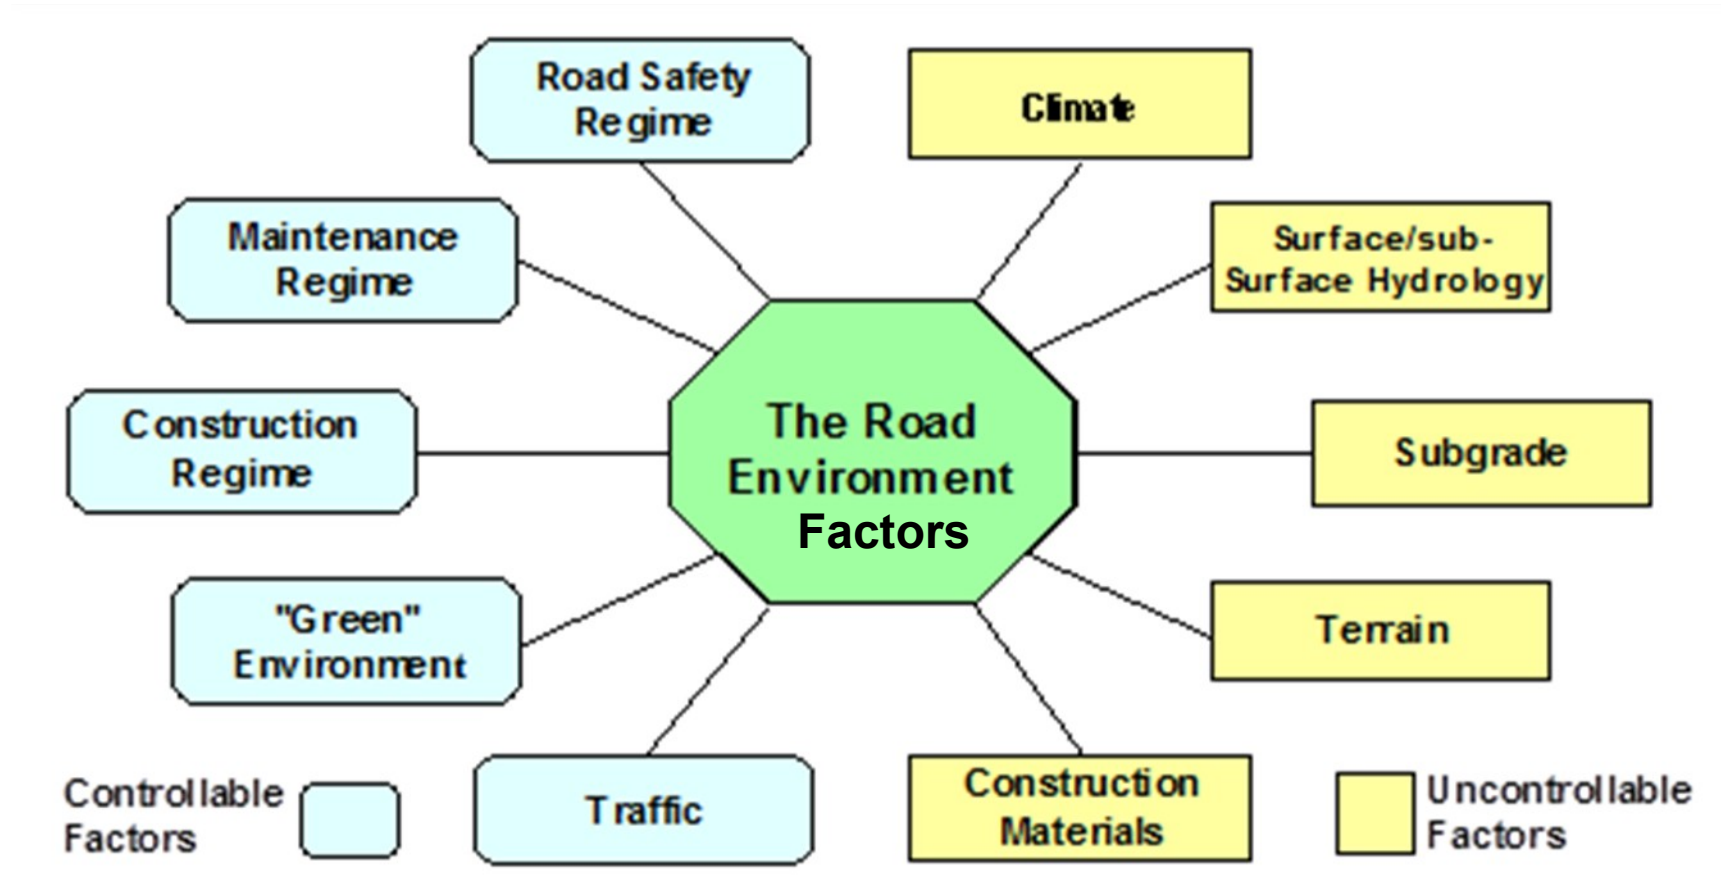 Road Safety
Regime
Climate
Maintenance
Regime
Surface/sub-
Surface Hydrology
Construction
Regime
The Road
Environment
Factors
Subgrade
"Green"
Environment
Terrain
Controllable
Factors
Traffic
Construction
Materials
Uncontrollable
Factors